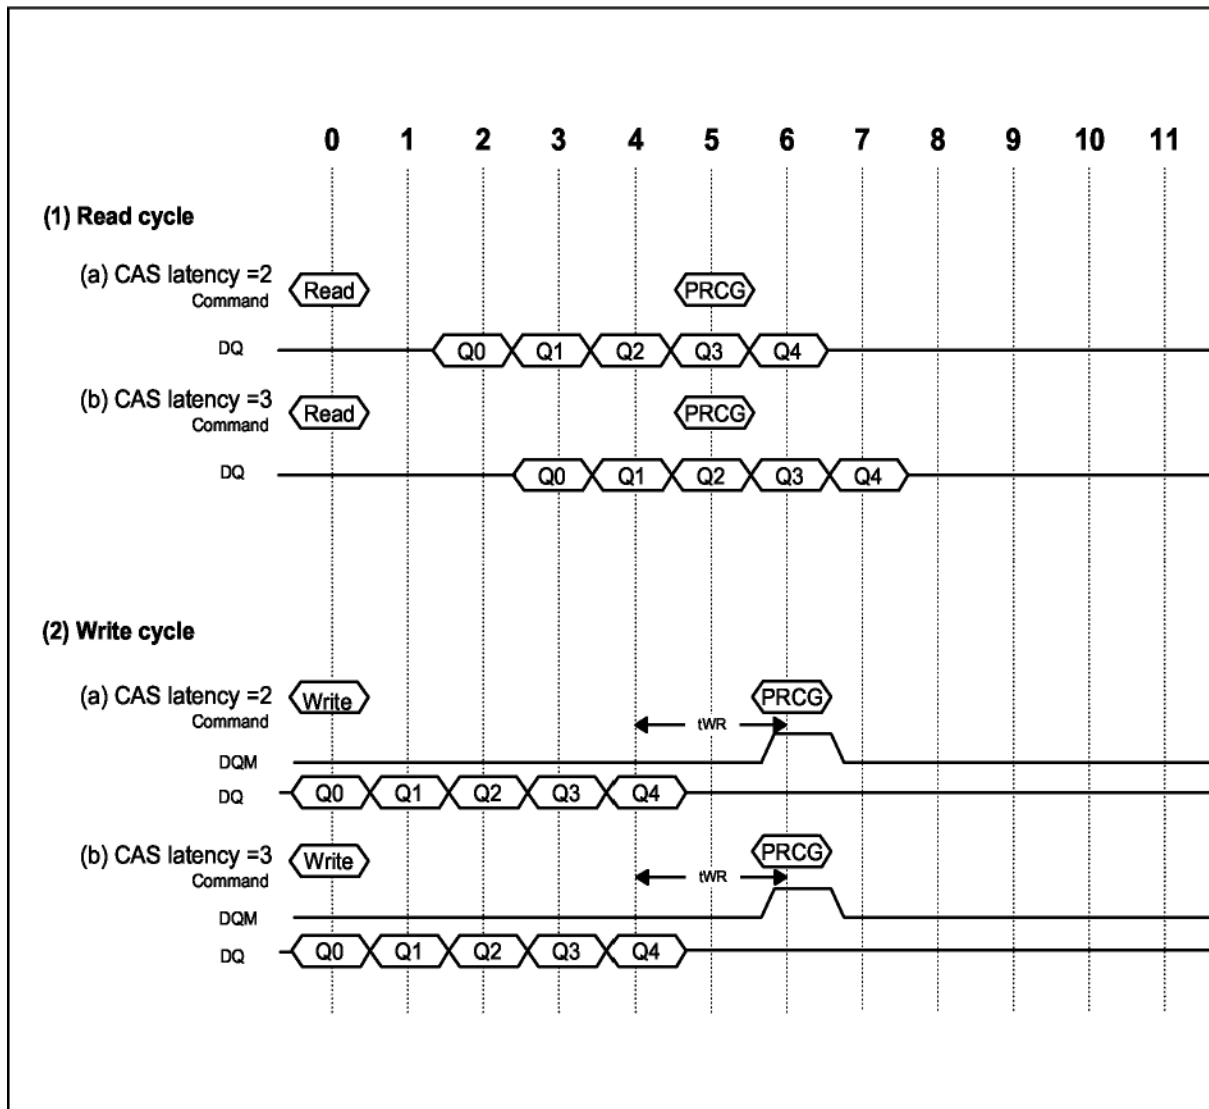 0 1 2 3 4 5 6 7 8 9 10 11
(1) Read cycle
(a) CAS latency =2
Command Read PRCG
DQ Q0 Q1 Q2 Q3 Q4
(b) CAS latency =3
Command Read PRCG
DQ Q0 Q1 Q2 Q3 Q4
(2) Write cycle
(a) CAS latency =2
Command Write PRCG
tWR
DQM
DQ Q0 Q1 Q2 Q3 Q4
(b) CAS latency =3
Command Write PRCG
tWR
DQM
DQ Q0 Q1 Q2 Q3 Q4